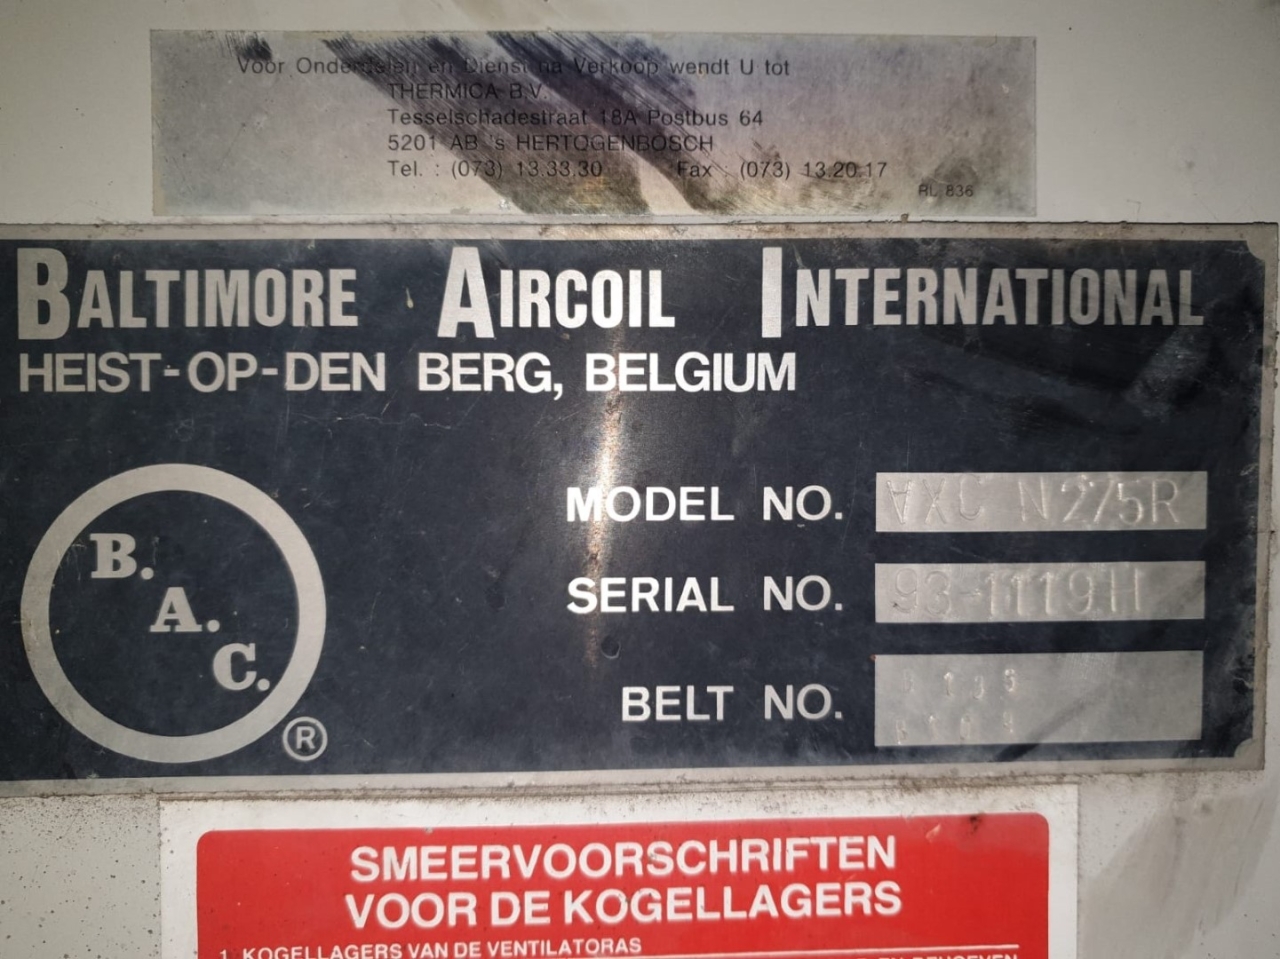 Voor Onderdelen en Dienst na Verkoop wendt U tot
THERMICA B.V.
Tesselschadestraat 18A Postbus 64
5201 AB 's HERTOGENBOSCH
Tel. : (073) 13.33.30 Fax : (073) 13.20.17
RL 836
BALTIMORE AIRCOIL INTERNATIONAL
HEIST-OP-DEN BERG, BELGIUM
MODEL NO. VXC N275R
SERIAL NO. 93-1119H
B.
A.
C.
®
BELT NO.
SMEERVOORSCHRIFTEN
VOOR DE KOGELLAGERS
1. KOGELLAGERS VAN DE VENTILATORAS